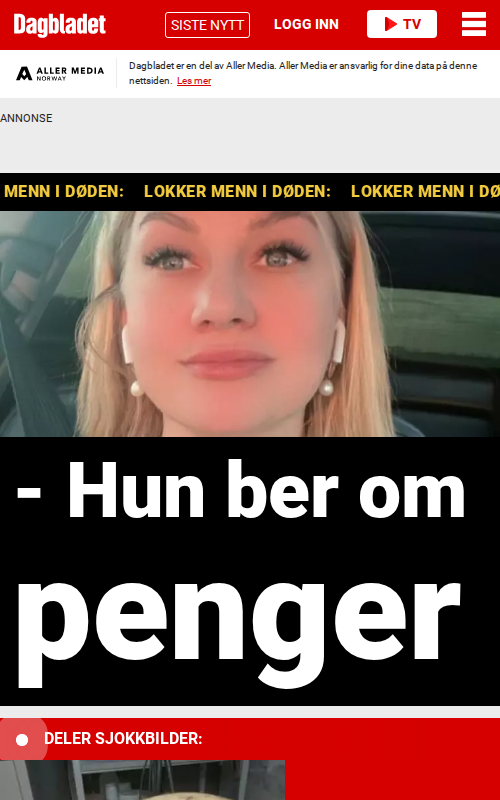 Dagbladet
SISTE NYTT
LOGG INN
TV
ALLER MEDIA
NORWAY
Dagbladet er en del av Aller Media. Aller Media er ansvarlig for dine data på denne
nettsiden. Les mer
ANNONSE
MENN I DØDEN: LOKKER MENN I DØDEN: LOKKER MENN I DØ
- Hun ber om
penger
DELER SJOKKBILDER: